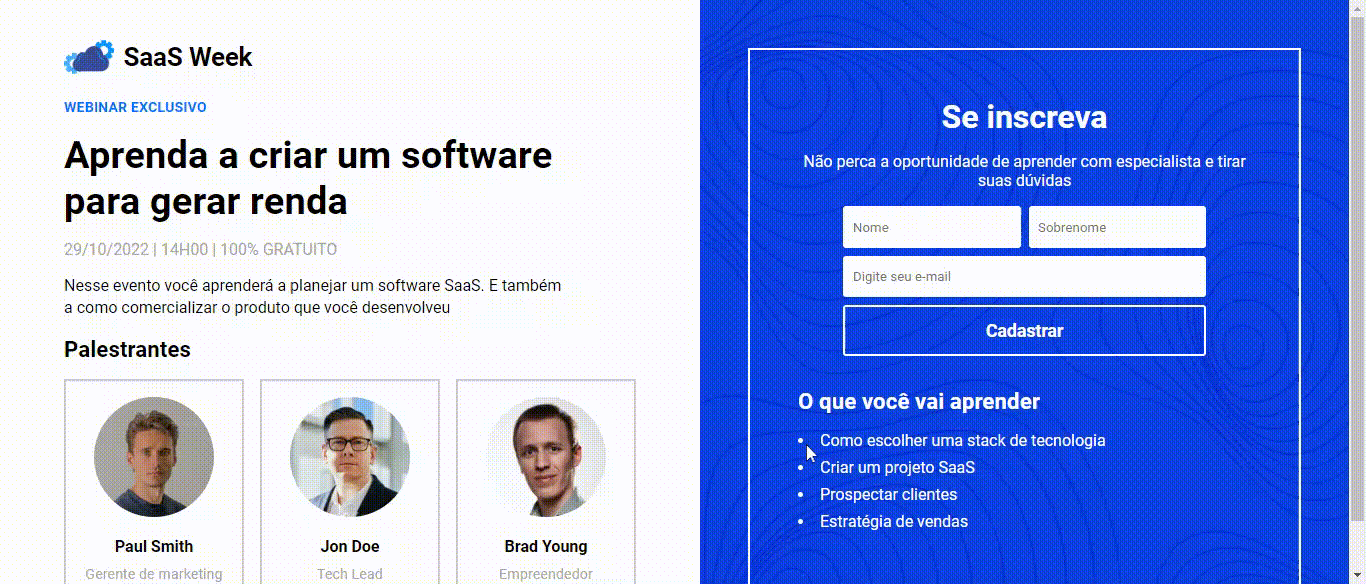 SaaS Week
WEBINAR EXCLUSIVO
Aprenda a criar um software
para gerar renda
29/10/2022 | 14H00 | 100% GRATUITO
Nesse evento você aprenderá a planejar um software SaaS. E também
a como comercializar o produto que você desenvolveu
Palestrantes
Paul Smith
Gerente de marketing
Jon Doe
Tech Lead
Brad Young
Empreendedor
Se inscreva
Não perca a oportunidade de aprender com especialista e tirar
suas dúvidas
Nome
Sobrenome
Digite seu e-mail
Cadastrar
O que você vai aprender
Como escolher uma stack de tecnologia
Criar um projeto SaaS
Prospectar clientes
Estratégia de vendas